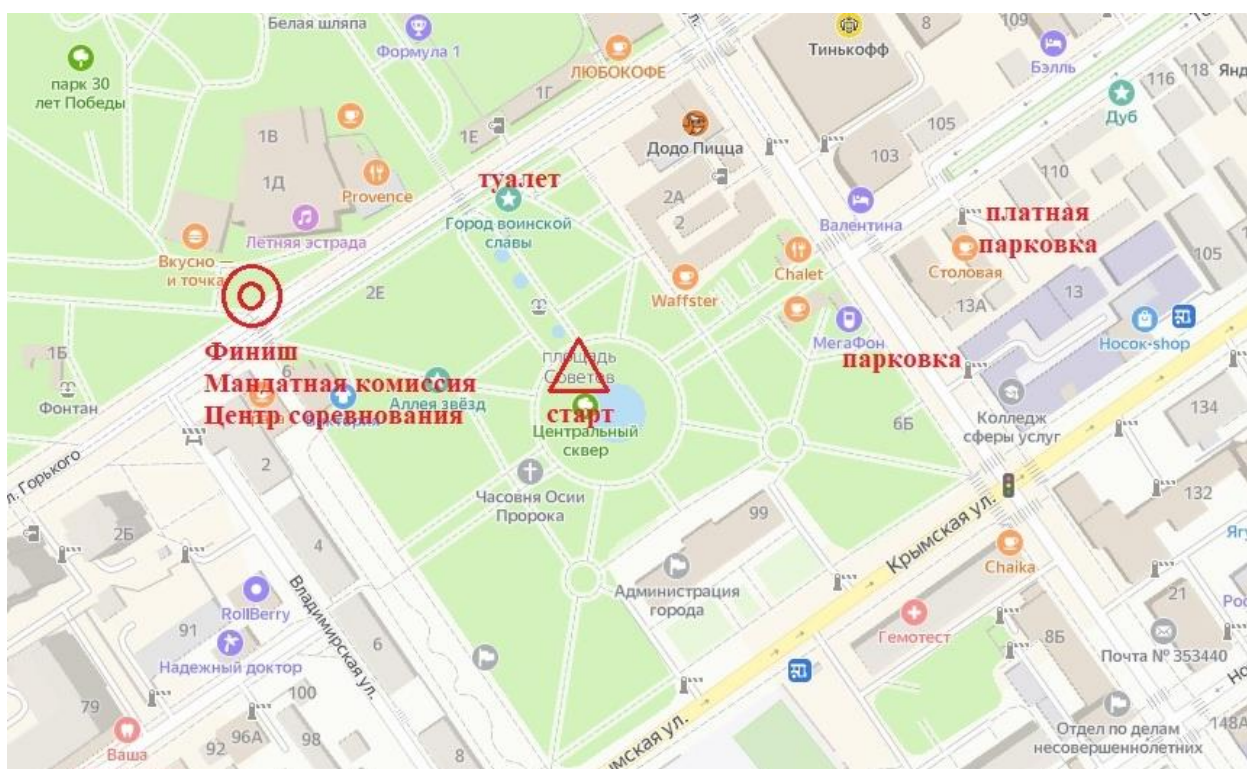 Белая шляпа
Формула 1
парк 30
лет Победы
ЛЮБОКОФЕ
Тинькофф
8
109
Бэлль
116
118
Дуб
1Г
1Е
1В
1Д
Provence
Летняя эстрада
Додо Пицца
105
103
110
туалет
Город воинской
славы
2А
2
Валентина
платная
парковка
Столовая
105
Вкусно —
и точка
2Е
Waffster
Chalet
13А
13
МегаФон
Носок-shop
парковка
Финиш
Мандатная комиссия
Центр соревнования
площадь
Советов
старт
1Б
Фонтан
6
Аллея звёзд
Центральный
сквер
6Б
Колледж
сферы услуг
134
л. Горького
2
Часовня Осии
Пророка
99
132
2Б
4
Крымская ул.
Chaika
Администрация
города
RollBerry
91
Надежный доктор
Владимирская ул.
6
Гемотест
8Б
21
Почта № 353440
79
100
Ваша
92
96А
98
8
Отдел по делам
несовершеннолетних
148А